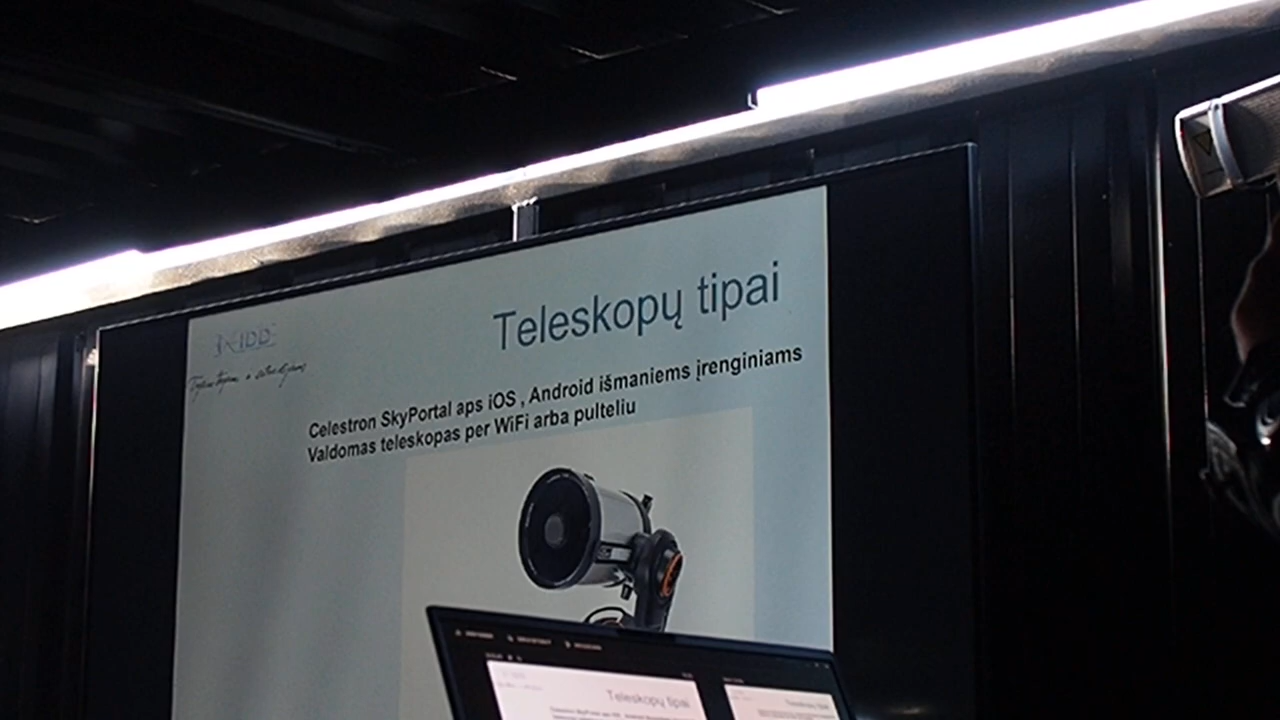 Teleskopų tipai
Celestron SkyPortal aps iOS , Android išmaniems įrenginiams
Valdomas teleskopas per WiFi arba pulteliu
Teleskopų tipai